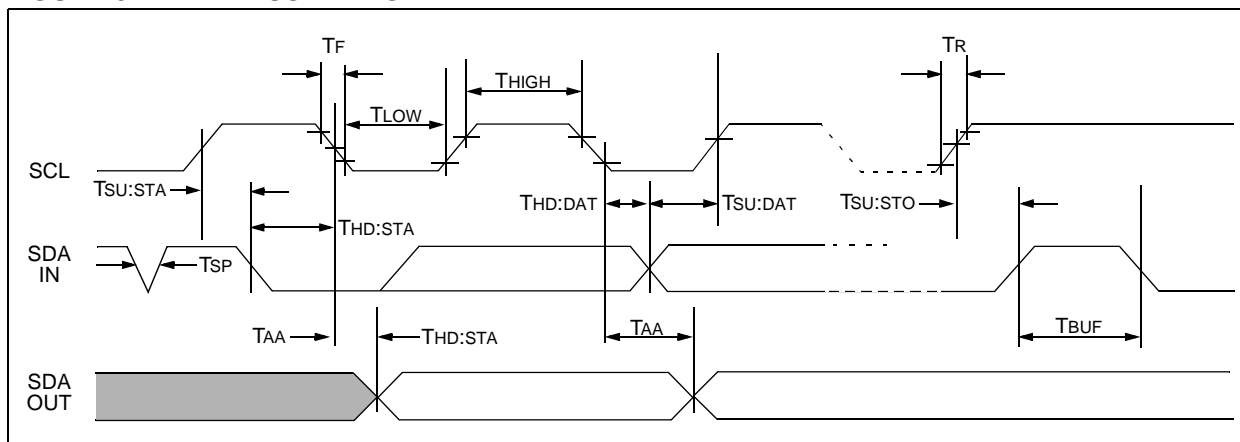 TF
TR
THIGH
TLOW
SCL
TSU:STA
THD:DAT
TSU:DAT
TSU:STO
THD:STA
SDA
IN
TSP
TBUF
TAA
THD:STA
TAA
SDA
OUT